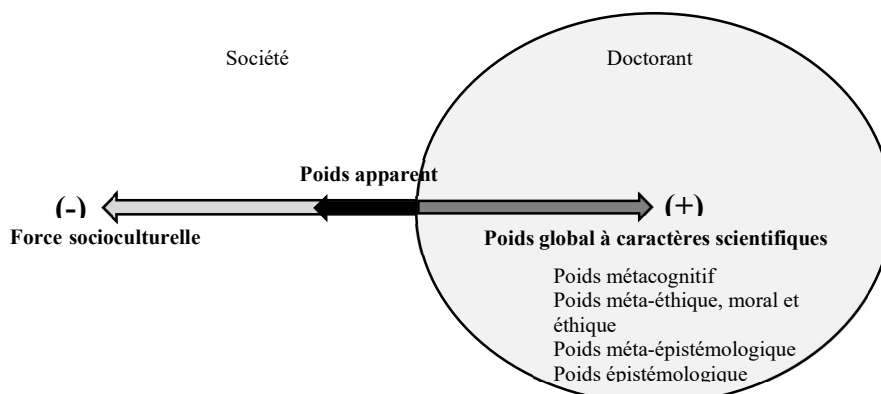 Société
Doctorant
Poids apparent
(-)
(+)
Force socioculturelle
Poids global à caractères scientifiques
Poids métacognitif
Poids méta-éthique, moral et
éthique
Poids méta-épistémologique
Poids épistémologique